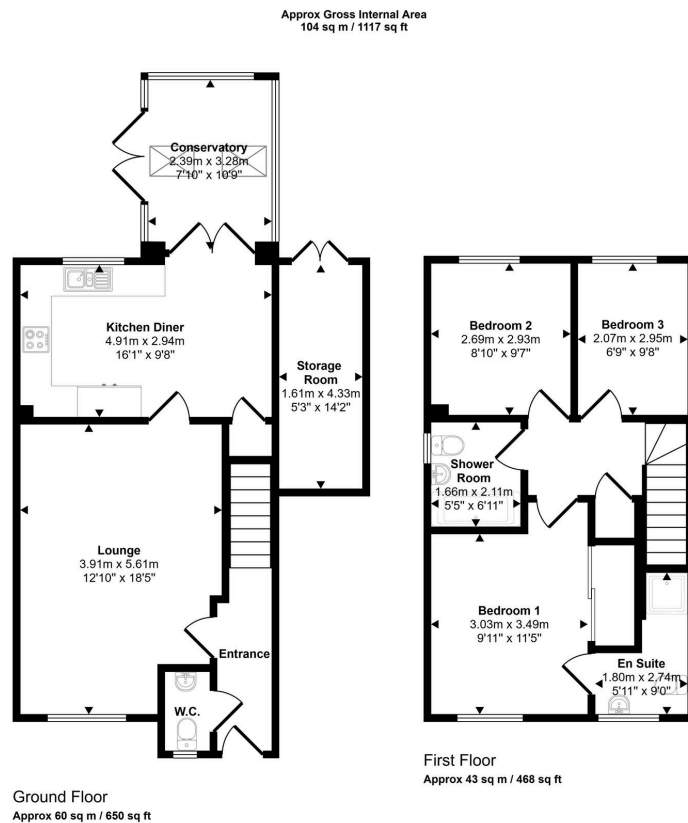 Approx Gross Internal Area
104 sq m / 1117 sq ft
Conservatory
2.39m x 3.28m
7'10" x 10'9"
Kitchen Diner
4.91m x 2.94m
16'1" x 9'8"
Storage
Room
1.61m x 4.33m
5'3" x 14'2"
Lounge
3.91m x 5.61m
12'10" x 18'5"
Entrance
W.C.
Ground Floor
Approx 60 sq m / 650 sq ft
Bedroom 2
2.69m x 2.93m
8'10" x 9'7"
Bedroom 3
2.07m x 2.95m
6'9" x 9'8"
Shower
Room
1.66m x 2.11m
5'5" x 6'11"
Bedroom 1
3.03m x 3.49m
9'11" x 11'5"
En Suite
1.80m x 2.74m
5'11" x 9'0"
First Floor
Approx 43 sq m / 468 sq ft